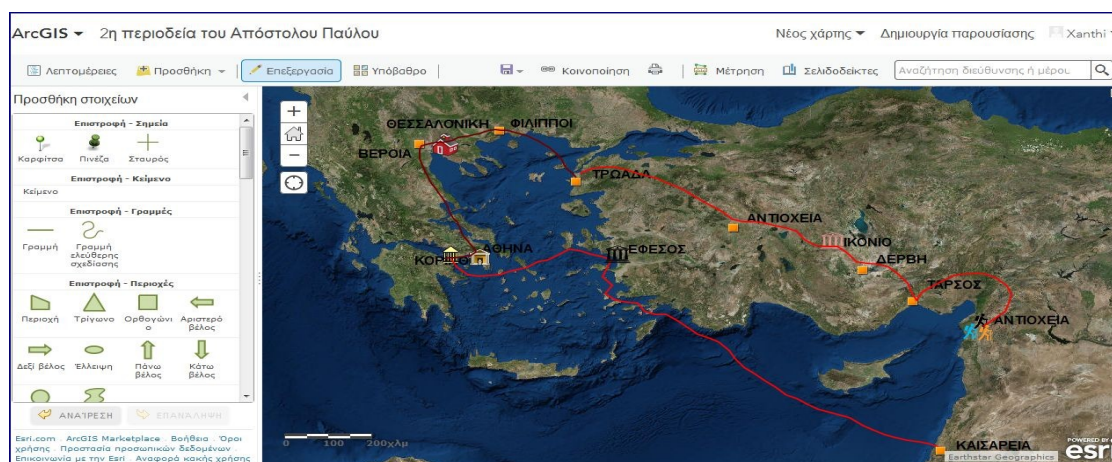 ArcGIS 2η περιοδεία του Απόστολου Παύλου Νέος χάρτης Δημιουργία παρουσίασης Xanthi
Λεπτομέρειες Προσθήκη Επεξεργασία Υπόβαθρο Κοινοποίηση Μέτρηση Σελιδοδείκτες Αναζήτηση διεύθυνσης ή μέρου
Προσθήκη στοιχείων
Επιστροφή - Σημεία
Καρφίτσα Πινέζα Σταυρός
Επιστροφή - Κείμενο
Κείμενο
Επιστροφή - Γραμμές
Γραμμή Γραμμή
ελεύθερης
σχεδίασης
Επιστροφή - Περιοχές
Περιοχή Τρίγωνο Ορθογώνι
ο Αριστερό
βέλος
Δεξί βέλος Έλλειψη Πάνω
βέλος Κάτω
βέλος
ΑΝΑΊΡΕΣΗ ΕΠΑΝΆΛΗΨΗ
Esri.com . ArcGIS Marketplace . Βοήθεια . Όροι
χρήσης . Προστασία προσωπικών δεδομένων .
Επικοινωνία με την Esri . Αναφορά κακής χρήσης
ΘΕΣΣΑΛΟΝΙΚΗ ΦΙΛΙΠΠΟΙ
ΒΕΡΟΙΑ
ΤΡΩΑΔΑ
ΑΝΤΙΟΧΕΙΑ
ΙΚΟΝΙΟ
ΑΘΗΝΑ ΕΦΕΣΟΣ
ΔΕΡΒΗ
ΤΑΡΣΟΣ
ΑΝΤΙΟΧΕΙΑ
ΚΑΙΣΑΡΕΙΑ
0 100 200χλμ
POWERED BY
esri
Earthstar Geographics